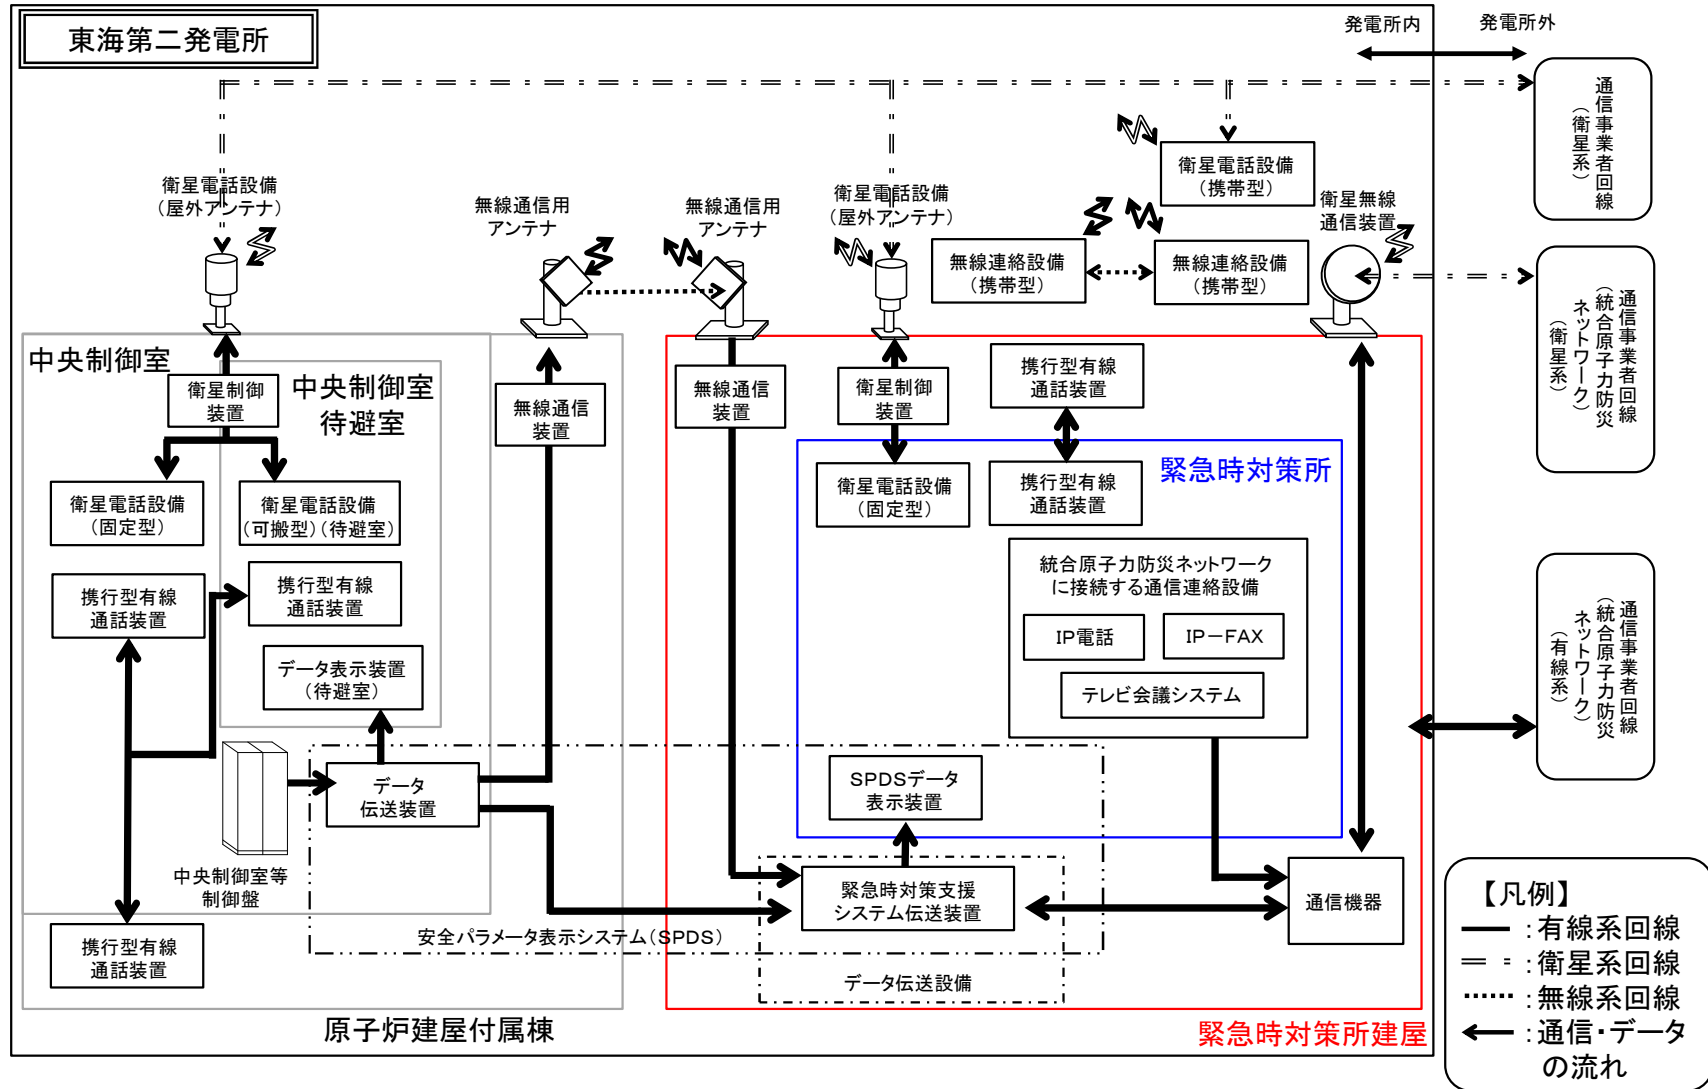 東海第二発電所
発電所内
発電所外
通信事業者回線
（衛星系）
衛星電話設備
（携帯型）
衛星電話設備
（屋外アンテナ）
無線通信用
アンテナ
無線通信用
アンテナ
衛星電話設備
（屋外アンテナ）
衛星無線
通信装置
無線連絡設備
（携帯型）
無線連絡設備
（携帯型）
通信事業者回線
（統合原子力防災
ネットワーク）
（衛星系）
中央制御室
中央制御室
待避室
衛星制御
装置
無線通信
装置
無線通信
装置
衛星制御
装置
携行型有線
通話装置
緊急時対策所
衛星電話設備
（固定型）
衛星電話設備
（可搬型）（待避室）
衛星電話設備
（固定型）
携行型有線
通話装置
携行型有線
通話装置
携行型有線
通話装置
統合原子力防災ネットワーク
に接続する通信連絡設備
IP電話
IP－FAX
テレビ会議システム
通信事業者回線
（統合原子力防災
ネットワーク）
（有線系）
データ表示装置
（待避室）
データ
伝送装置
SPDSデータ
表示装置
中央制御室等
制御盤
緊急時対策支援
システム伝送装置
通信機器
携行型有線
通話装置
安全パラメータ表示システム（SPDS）
データ伝送設備
原子炉建屋付属棟
緊急時対策所建屋
【凡例】
：有線系回線
：衛星系回線
：無線系回線
：通信・データ
の流れ